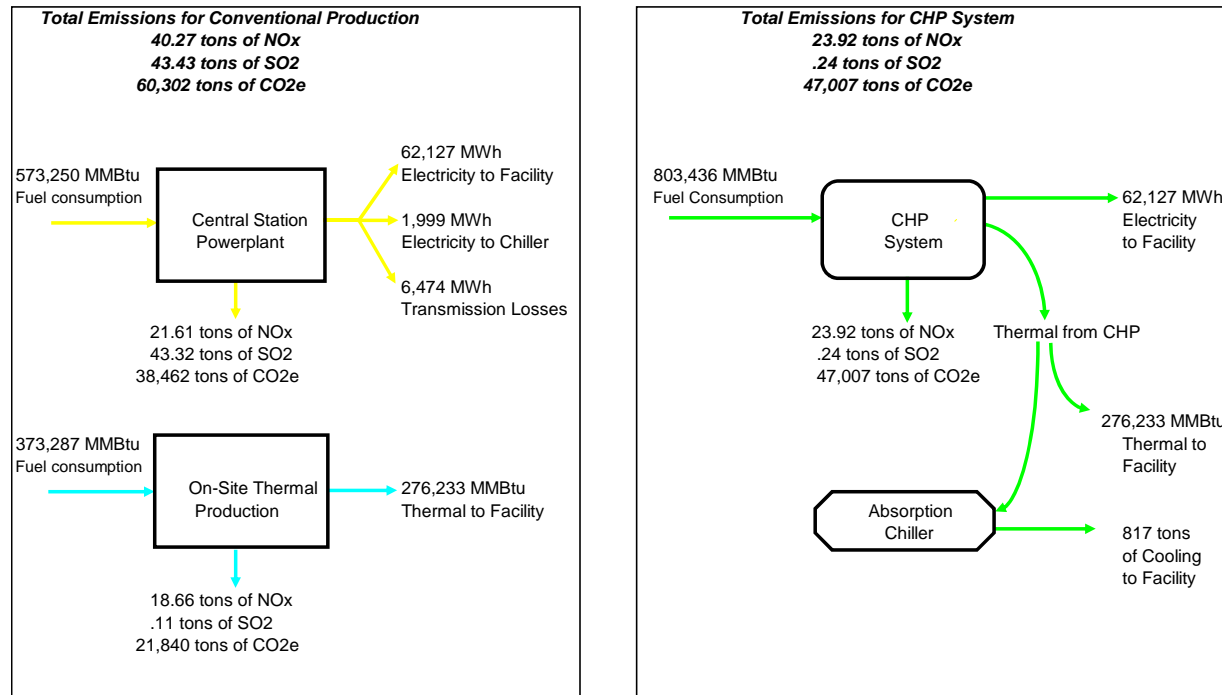 Total Emissions for Conventional Production
40.27 tons of NOx
43.43 tons of SO2
60,302 tons of CO2e
573,250 MMBtu
Fuel consumption
Central Station
Powerplant
62,127 MWh
Electricity to Facility
1,999 MWh
Electricity to Chiller
6,474 MWh
Transmission Losses
21.61 tons of NOx
43.32 tons of SO2
38,462 tons of CO2e
373,287 MMBtu
Fuel consumption
On-Site Thermal
Production
276,233 MMBtu
Thermal to Facility
18.66 tons of NOx
.11 tons of SO2
21,840 tons of CO2e
Total Emissions for CHP System
23.92 tons of NOx
.24 tons of SO2
47,007 tons of CO2e
803,436 MMBtu
Fuel Consumption
CHP
System
62,127 MWh
Electricity
to Facility
23.92 tons of NOx
.24 tons of SO2
47,007 tons of CO2e
Thermal from CHP
276,233 MMBtu
Thermal to
Facility
Absorption
Chiller
817 tons
of Cooling
to Facility